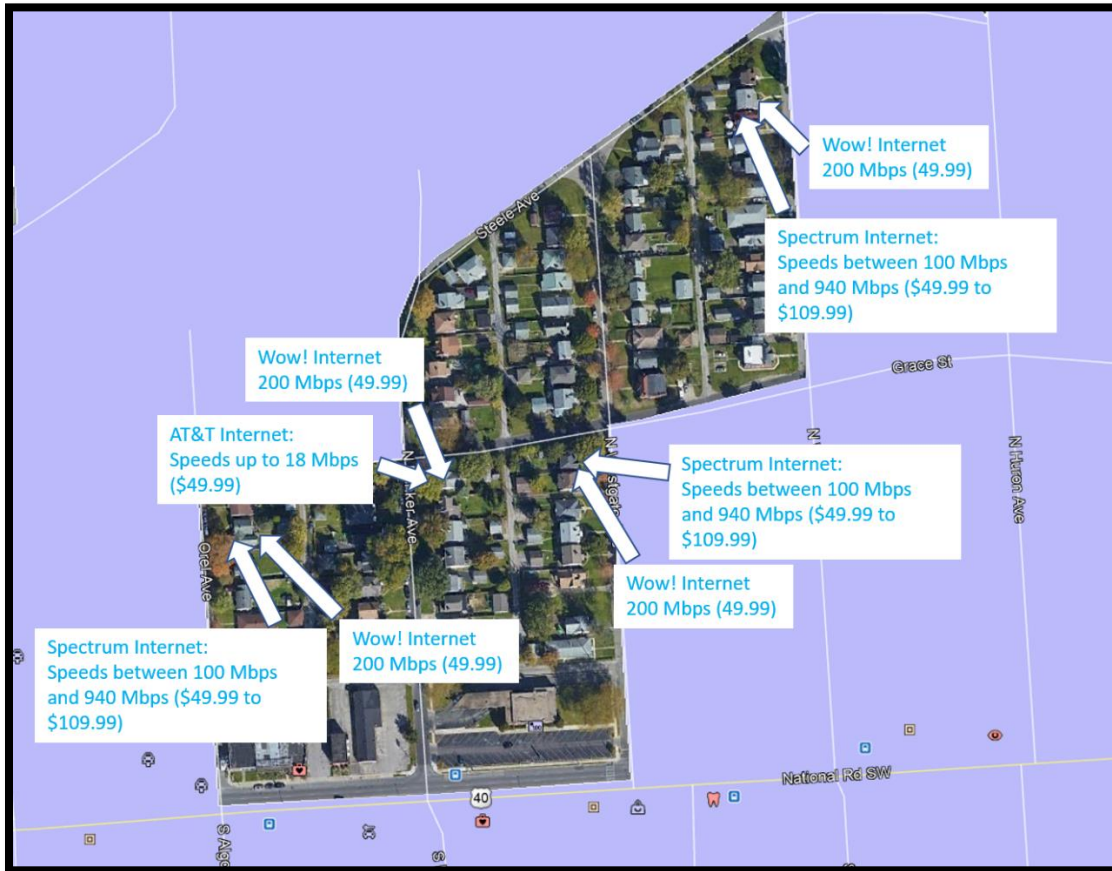 Steele Ave
Wow! Internet
200 Mbps (49.99)
Spectrum Internet:
Speeds between 100 Mbps
and 940 Mbps ($49.99 to
$109.99)
Wow! Internet
200 Mbps (49.99)
Grace St
AT&T Internet:
Speeds up to 18 Mbps
($49.99)
N Huron Ave
Spectrum Internet:
Speeds between 100 Mbps
and 940 Mbps ($49.99 to
$109.99)
Orel Ave
Wow! Internet
200 Mbps (49.99)
Wow! Internet
200 Mbps (49.99)
Spectrum Internet:
Speeds between 100 Mbps
and 940 Mbps ($49.99 to
$109.99)
National Rd SW
40